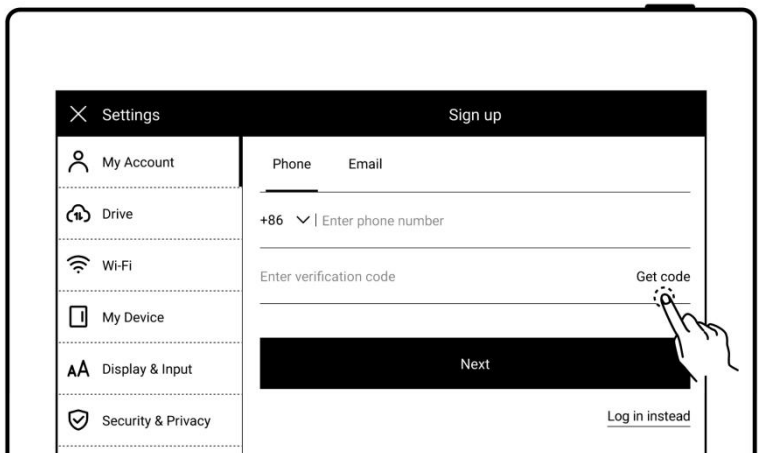 Settings
Sign up
My Account
Drive
Wi-Fi
My Device
AA Display & Input
Security & Privacy
Phone Email
+86 Enter phone number
Enter verification code Get code
Next
Log in instead